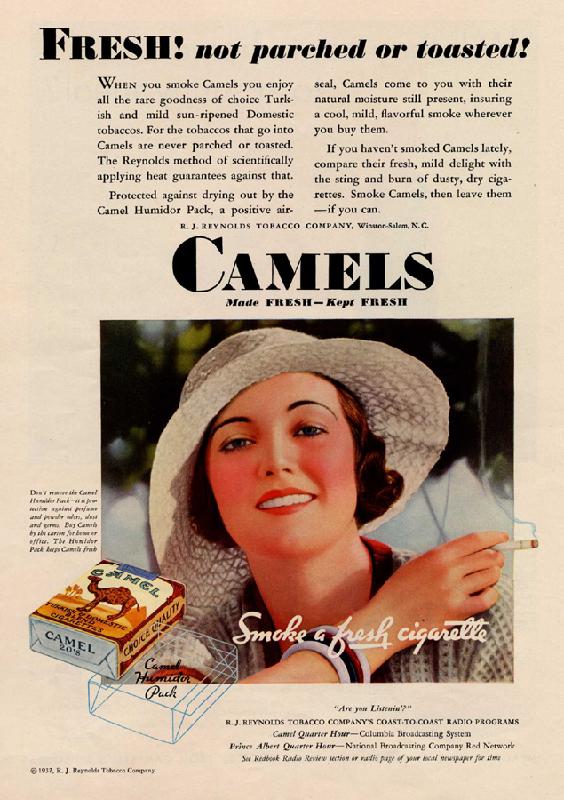 FRESH! not parched or toasted!
WHEN you smoke Camels you enjoy
all the rare goodness of choice Turk-
ish and mild sun-ripened Domestic
tobaccos. For the tobaccos that go into
Camels are never parched or toasted.
The Reynolds method of scientifically
applying heat guarantees against that.
Protected against drying out by the
Camel Humidor Pack, a positive air-
seal, Camels come to you with their
natural moisture still present, insuring
a cool, mild, flavorful smoke wherever
you buy them.
If you haven't smoked Camels lately,
compare their fresh, mild delight with
the sting and burn of dusty, dry ciga-
rettes. Smoke Camels, then leave them
—if you can.
R. J. REYNOLDS TOBACCO COMPANY, Winston-Salem, N. C.
CAMELS
Made FRESH—Kept FRESH
Don't remove the Camel
Humidor Pack—it is pro-
tection against perfume
and powder odors, dust
and germs. Buy Camels
by the carton for home or
office. The Humidor
Pack keeps Camels fresh
CAMEL
TURKISH & DOMESTIC
CIGARETTES
CHOICE QUALITY
CAMEL
20's
Camel
Humidor
Pack
Smoke a fresh cigarette
"Are you Listenin'?"
R. J. REYNOLDS TOBACCO COMPANY'S COAST-TO-COAST RADIO PROGRAMS
Camel Quarter Hour—Columbia Broadcasting System
Prince Albert Quarter Hour—National Broadcasting Company Red Network
See Redbook Radio Review section or radio page of your local newspaper for time
© 1932, R. J. Reynolds Tobacco Company